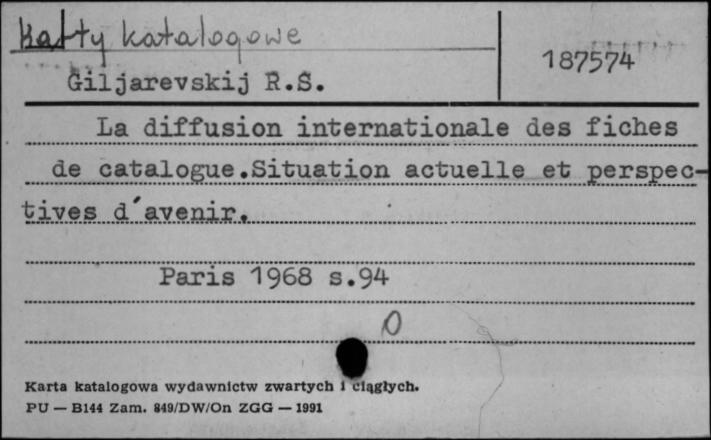 Karty katalogowe
187574
Giljarevskij R.S.
La diffusion internationale des fiches
de catalogue.Situation actuelle et perspec-
tives d´avenir.
Paris 1968 s.94
0
Karta katalogowa wydawnictw zwartych i ciągłych.
PU — B144 Zam. 849/DW/On ZGG — 1991